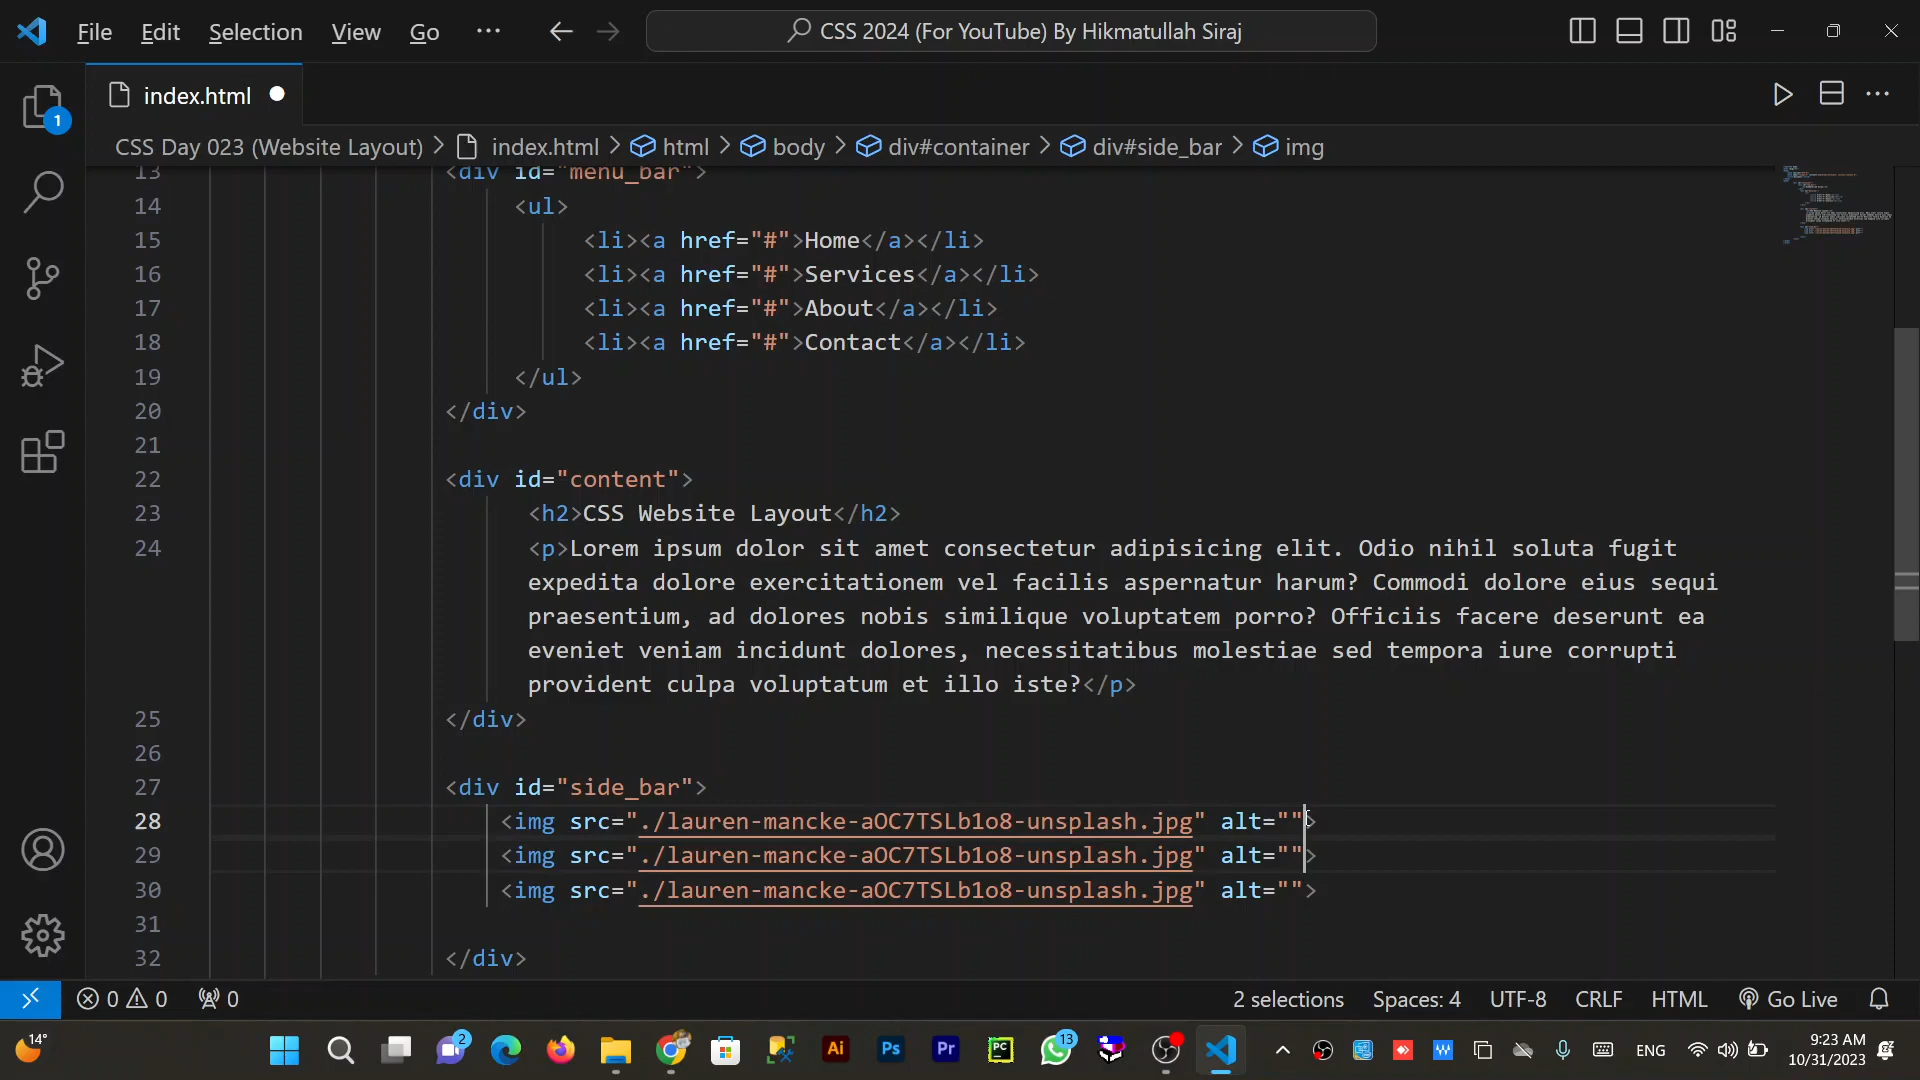 File Edit Selection View Go ··· CSS 2024 (For YouTube) By Hikmatullah Siraj
1 index.html
CSS Day 023 (Website Layout) > index.html > html > body > div#container > div#side_bar > img
13 <div id="menu_bar">
14 <ul>
15 <li><a href="#">Home</a></li>
16 <li><a href="#">Services</a></li>
17 <li><a href="#">About</a></li>
18 <li><a href="#">Contact</a></li>
19 </ul>
20 </div>
21
22 <div id="content">
23 <h2>CSS Website Layout</h2>
24 <p>Lorem ipsum dolor sit amet consectetur adipisicing elit. Odio nihil soluta fugit
expedita dolore exercitationem vel facilis aspernatur harum? Commodi dolore eius sequi
praesentium, ad dolores nobis similique voluptatem porro? Officiis facere deserunt ea
eveniet veniam incidunt dolores, necessitatibus molestiae sed tempora iure corrupti
provident culpa voluptatum et illo iste?</p>
25 </div>
26
27 <div id="side_bar">
28 <img src="./lauren-mancke-aOC7TSLb1o8-unsplash.jpg" alt="">
29 <img src="./lauren-mancke-aOC7TSLb1o8-unsplash.jpg" alt="">
30 <img src="./lauren-mancke-aOC7TSLb1o8-unsplash.jpg" alt="">
31
32 </div>
0 0 0 2 selections Spaces: 4 UTF-8 CRLF HTML Go Live
14° 2 Ai Ps Pr PC 13 W ENG 9:23 AM
10/31/2023